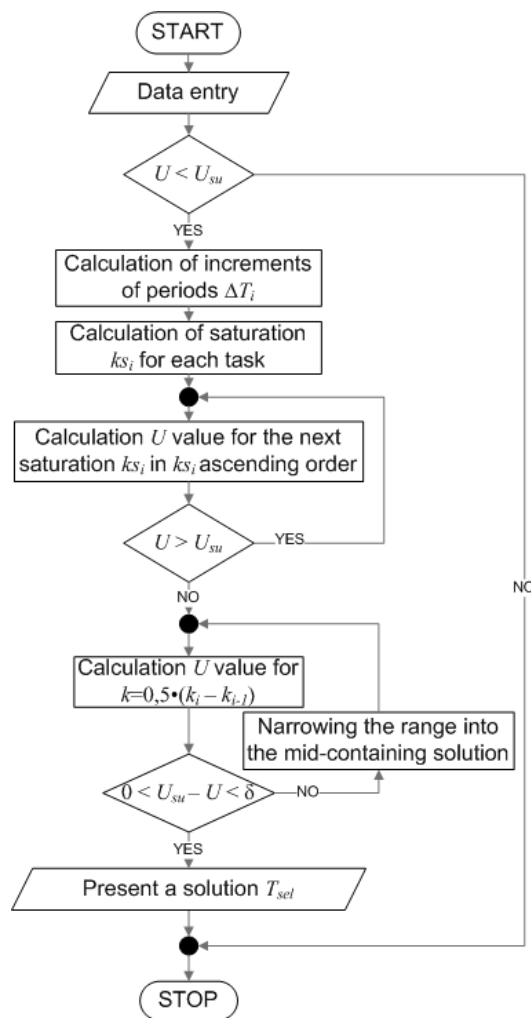 START
Data entry
U < Usu
YES
Calculation of increments
of periods ΔTi
Calculation of saturation
ksi for each task
Calculation U value for the next
saturation ksi in ksi ascending order
U > Usu
YES
NO
NO
Calculation U value for
k=0,5•(ki – ki-1)
Narrowing the range into
the mid-containing solution
0 < Usu – U < δ
NO
YES
Present a solution Tsel
STOP